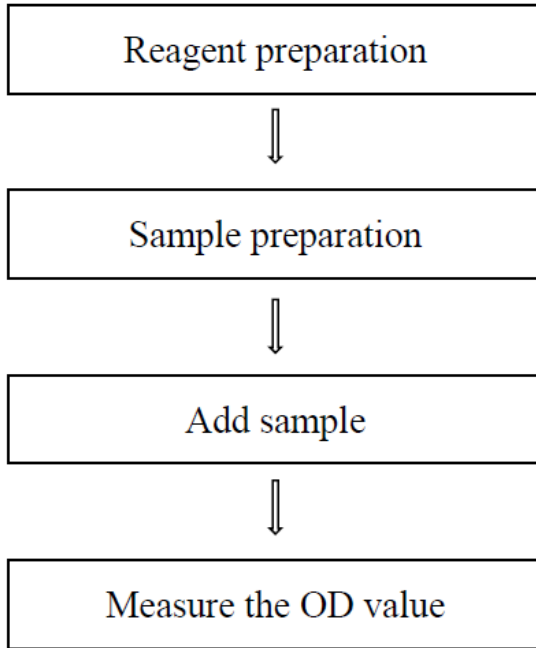 Reagent preparation
Sample preparation
Add sample
Measure the OD value